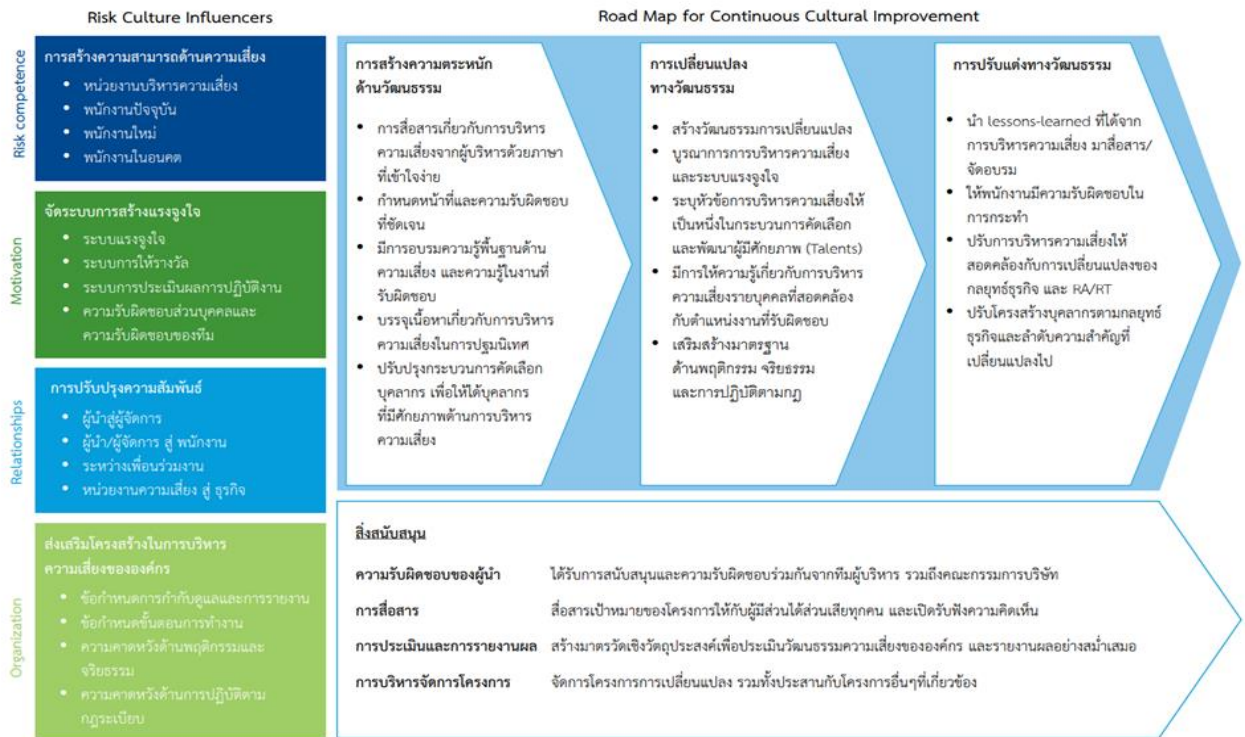 Risk Culture Influencers
Road Map for Continuous Cultural Improvement
Risk competence
การสร้างความสามารถด้านความเสี่ยง
• หน่วยงานบริหารความเสี่ยง
• พนักงานปัจจุบัน
• พนักงานใหม่
• พนักงานในอนคต
Motivation
จัดระบบการสร้างแรงจูงใจ
• ระบบแรงจูงใจ
• ระบบการให้รางวัล
• ระบบการประเมินผลการปฏิบัติงาน
• ความรับผิดชอบส่วนบุคคลและ
ความรับผิดชอบของทีม
Relationships
การปรับปรุงความสัมพันธ์
• ผู้นำสู่ผู้จัดการ
• ผู้นำ/ผู้จัดการ สู่ พนักงาน
• ระหว่างเพื่อนร่วมงาน
• หน่วยงานความเสี่ยง สู่ ธุรกิจ
Organization
ส่งเสริมโครงสร้างในการบริหาร
ความเสี่ยงขององค์กร
• ข้อกำหนดการกำกับดูแลและการรายงาน
• ข้อกำหนดขั้นตอนการทำงาน
• ความคาดหวังด้านพฤติกรรมและ
จริยธรรม
• ความคาดหวังด้านการปฏิบัติตาม
กฎระเบียบ
การสร้างความตระหนัก
ด้านวัฒนธรรม
• การสื่อสารเกี่ยวกับการบริหาร
ความเสี่ยงจากผู้บริหารด้วยภาษา
ที่เข้าใจง่าย
• กำหนดหน้าที่และความรับผิดชอบ
ที่ชัดเจน
• มีการอบรมความรู้พื้นฐานด้าน
ความเสี่ยง และความรู้ในงานที่
รับผิดชอบ
• บรรจุเนื้อหาเกี่ยวกับการบริหาร
ความเสี่ยงในการปฐมนิเทศ
• ปรับปรุงกระบวนการคัดเลือก
บุคลากร เพื่อให้ได้บุคลากร
ที่มีศักยภาพด้านการบริหาร
ความเสี่ยง
การเปลี่ยนแปลง
ทางวัฒนธรรม
• สร้างวัฒนธรรมการเปลี่ยนแปลง
• บูรณาการการบริหารความเสี่ยง
และระบบแรงจูงใจ
• ระบุหัวข้อการบริหารความเสี่ยงให้
เป็นหนึ่งในกระบวนการคัดเลือก
และพัฒนาผู้มีศักยภาพ (Talents)
• มีการให้ความรู้เกี่ยวกับการบริหาร
ความเสี่ยงรายบุคคลที่สอดคล้อง
กับตำแหน่งงานที่รับผิดชอบ
• เสริมสร้างมาตรฐาน
ด้านพฤติกรรม จริยธรรม
และการปฏิบัติตามกฎ
การปรับแต่งทางวัฒนธรรม
• นำ lessons-learned ที่ได้จาก
การบริหารความเสี่ยง มาสื่อสาร/
จัดอบรม
• ให้พนักงานมีความรับผิดชอบใน
การกระทำ
• ปรับการบริหารความเสี่ยงให้
สอดคล้องกับการเปลี่ยนแปลงของ
กลยุทธ์ธุรกิจ และ RA/RT
• ปรับโครงสร้างบุคลากรตามกลยุทธ์
ธุรกิจและลำดับความสำคัญที่
เปลี่ยนแปลงไป
สิ่งสนับสนุน
ความรับผิดชอบของผู้นำ ได้รับการสนับสนุนและความรับผิดชอบร่วมกันจากทีมผู้บริหาร รวมถึงคณะกรรมการบริษัท
การสื่อสาร สื่อสารเป้าหมายของโครงการให้กับผู้มีส่วนได้ส่วนเสียทุกคน และเปิดรับฟังความคิดเห็น
การประเมินและการรายงานผล สร้างมาตรวัดเชิงวัตถุประสงค์เพื่อประเมินวัฒนธรรมความเสี่ยงขององค์กร และรายงานผลอย่างสม่ำเสมอ
การบริหารจัดการโครงการ จัดการโครงการการเปลี่ยนแปลง รวมทั้งประสานกับโครงการอื่นๆที่เกี่ยวข้อง